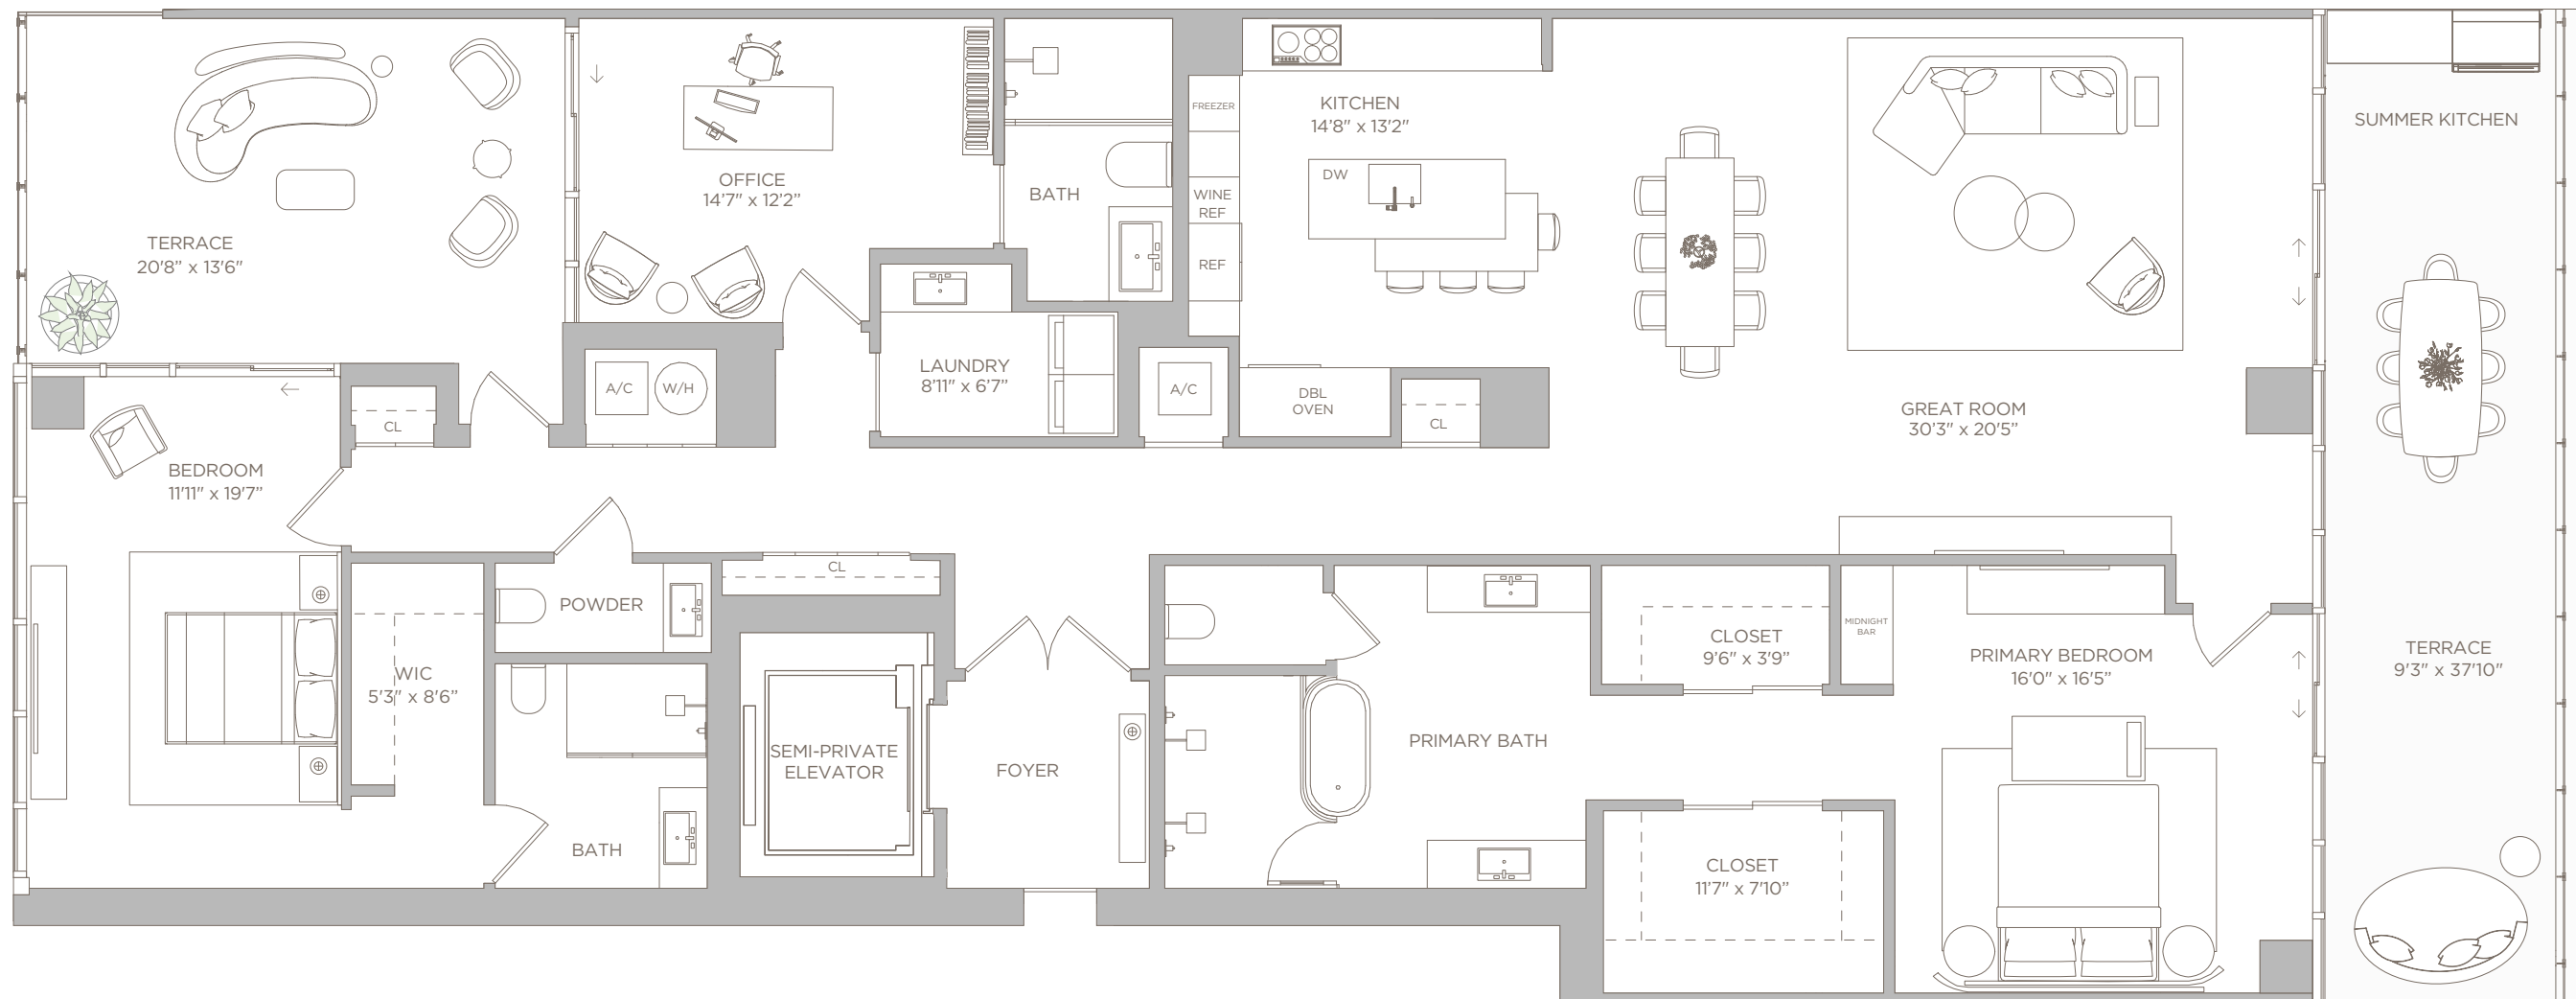 TERRACE
20'8" x 13'6"
OFFICE
14'7" x 12'2"
BATH
FREEZER
WINE
REF
REF
KITCHEN
14'8" x 13'2"
DW
SUMMER KITCHEN
A/C
W/H
LAUNDRY
8'11" x 6'7"
A/C
DBL
OVEN
CL
GREAT ROOM
30'3" x 20'5"
CL
BEDROOM
11'11" x 19'7"
WIC
5'3" x 8'6"
POWDER
CL
BATH
SEMI-PRIVATE
ELEVATOR
FOYER
PRIMARY BATH
CLOSET
9'6" x 3'9"
MIDNIGHT
BAR
PRIMARY BEDROOM
16'0" x 16'5"
TERRACE
9'3" x 37'10"
CLOSET
11'7" x 7'10"